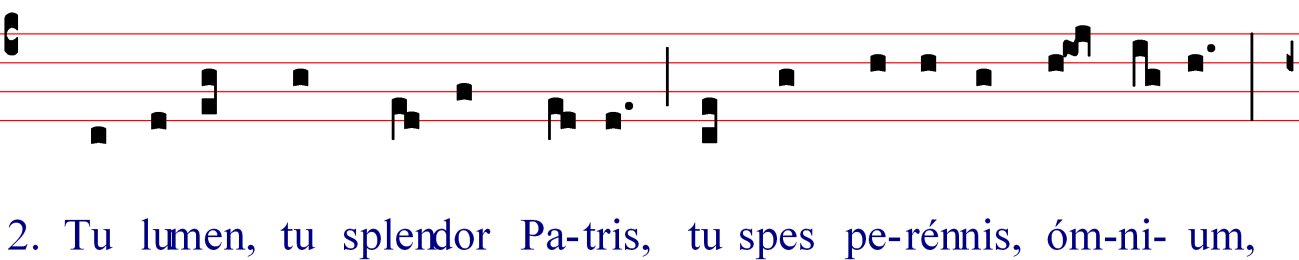 2. Tu lumen, tu splendor Pa-tris, tu spes pe-rénnis, óm-ni- um,